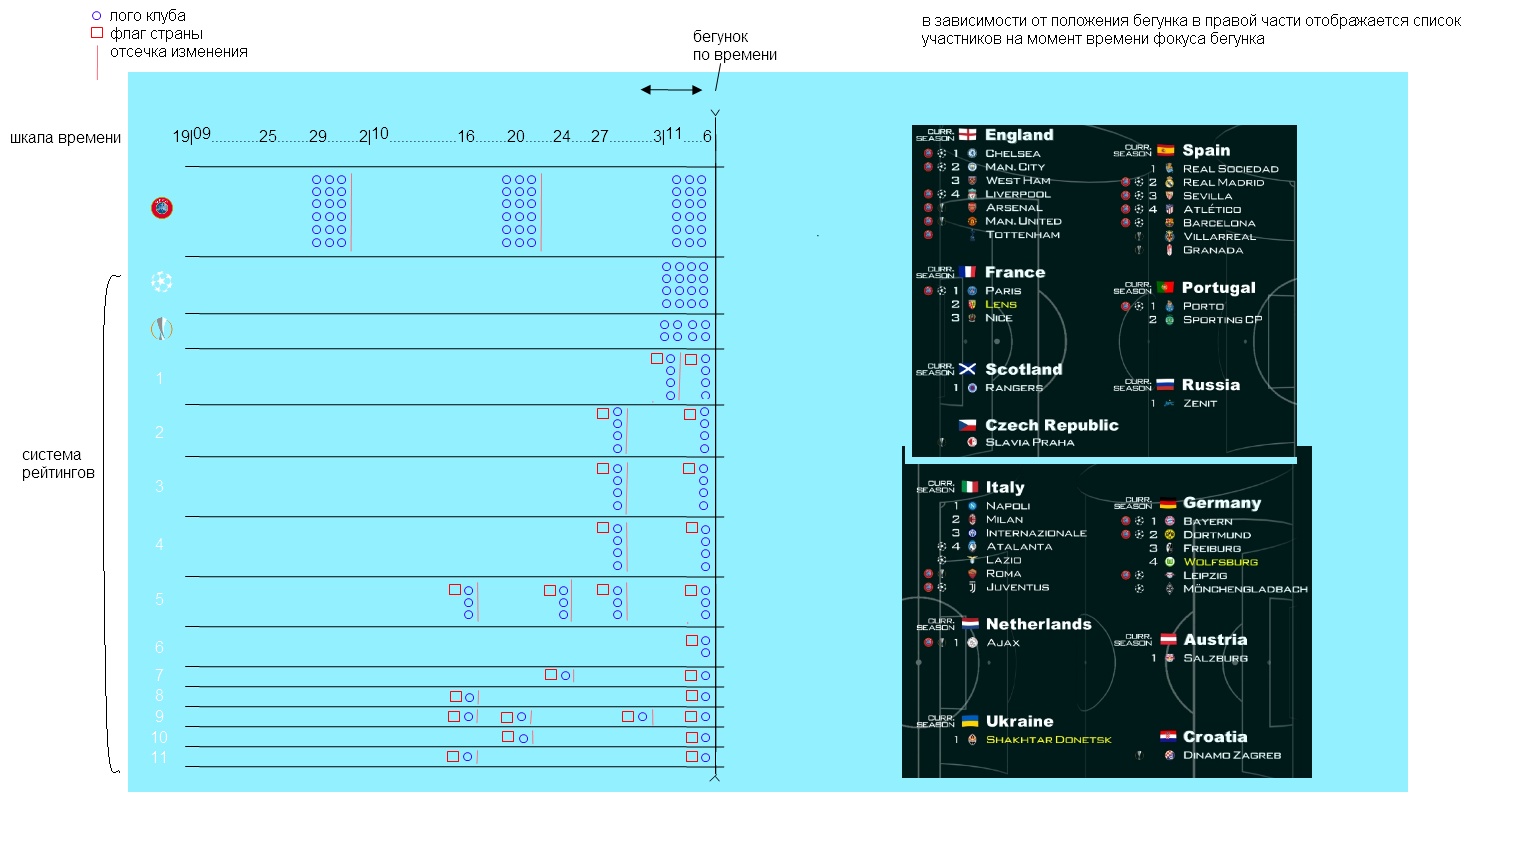 лого клуба
флаг страны
отсечка изменения
бегунок
по времени
в зависимости от положения бегунка в правой части отображается список
участников на момент времени фокуса бегунка
шкала времени
19|09 25 29 2|10 16 20 24 27 3|11 6
система
рейтингов
1
2
3
4
5
6
7
8
9
10
11
CURR. SEASON England
1 CHELSEA
2 MAN. CITY
3 WEST HAM
4 LIVERPOOL
ARSENAL
MAN. UNITED
TOTTENHAM
CURR. SEASON Spain
1 REAL SOCIEDAD
2 REAL MADRID
3 SEVILLA
4 ATLÉTICO
BARCELONA
VILLARREAL
GRANADA
CURR. SEASON France
1 PARIS
2 LENS
3 NICE
CURR. SEASON Portugal
1 PORTO
2 SPORTING CP
CURR. SEASON Scotland
1 RANGERS
CURR. SEASON Russia
1 ZENIT
Czech Republic
SLAVIA PRAHA
CURR. SEASON Italy
1 NAPOLI
2 MILAN
3 INTERNAZIONALE
4 ATALANTA
LAZIO
ROMA
JUVENTUS
CURR. SEASON Germany
1 BAYERN
2 DORTMUND
3 FREIBURG
4 WOLFSBURG
LEIPZIG
MÖNCHENGLADBACH
CURR. SEASON Netherlands
1 AJAX
CURR. SEASON Austria
1 SALZBURG
CURR. SEASON Ukraine
1 SHAKHTAR DONETSK
Croatia
DINAMO ZAGREB